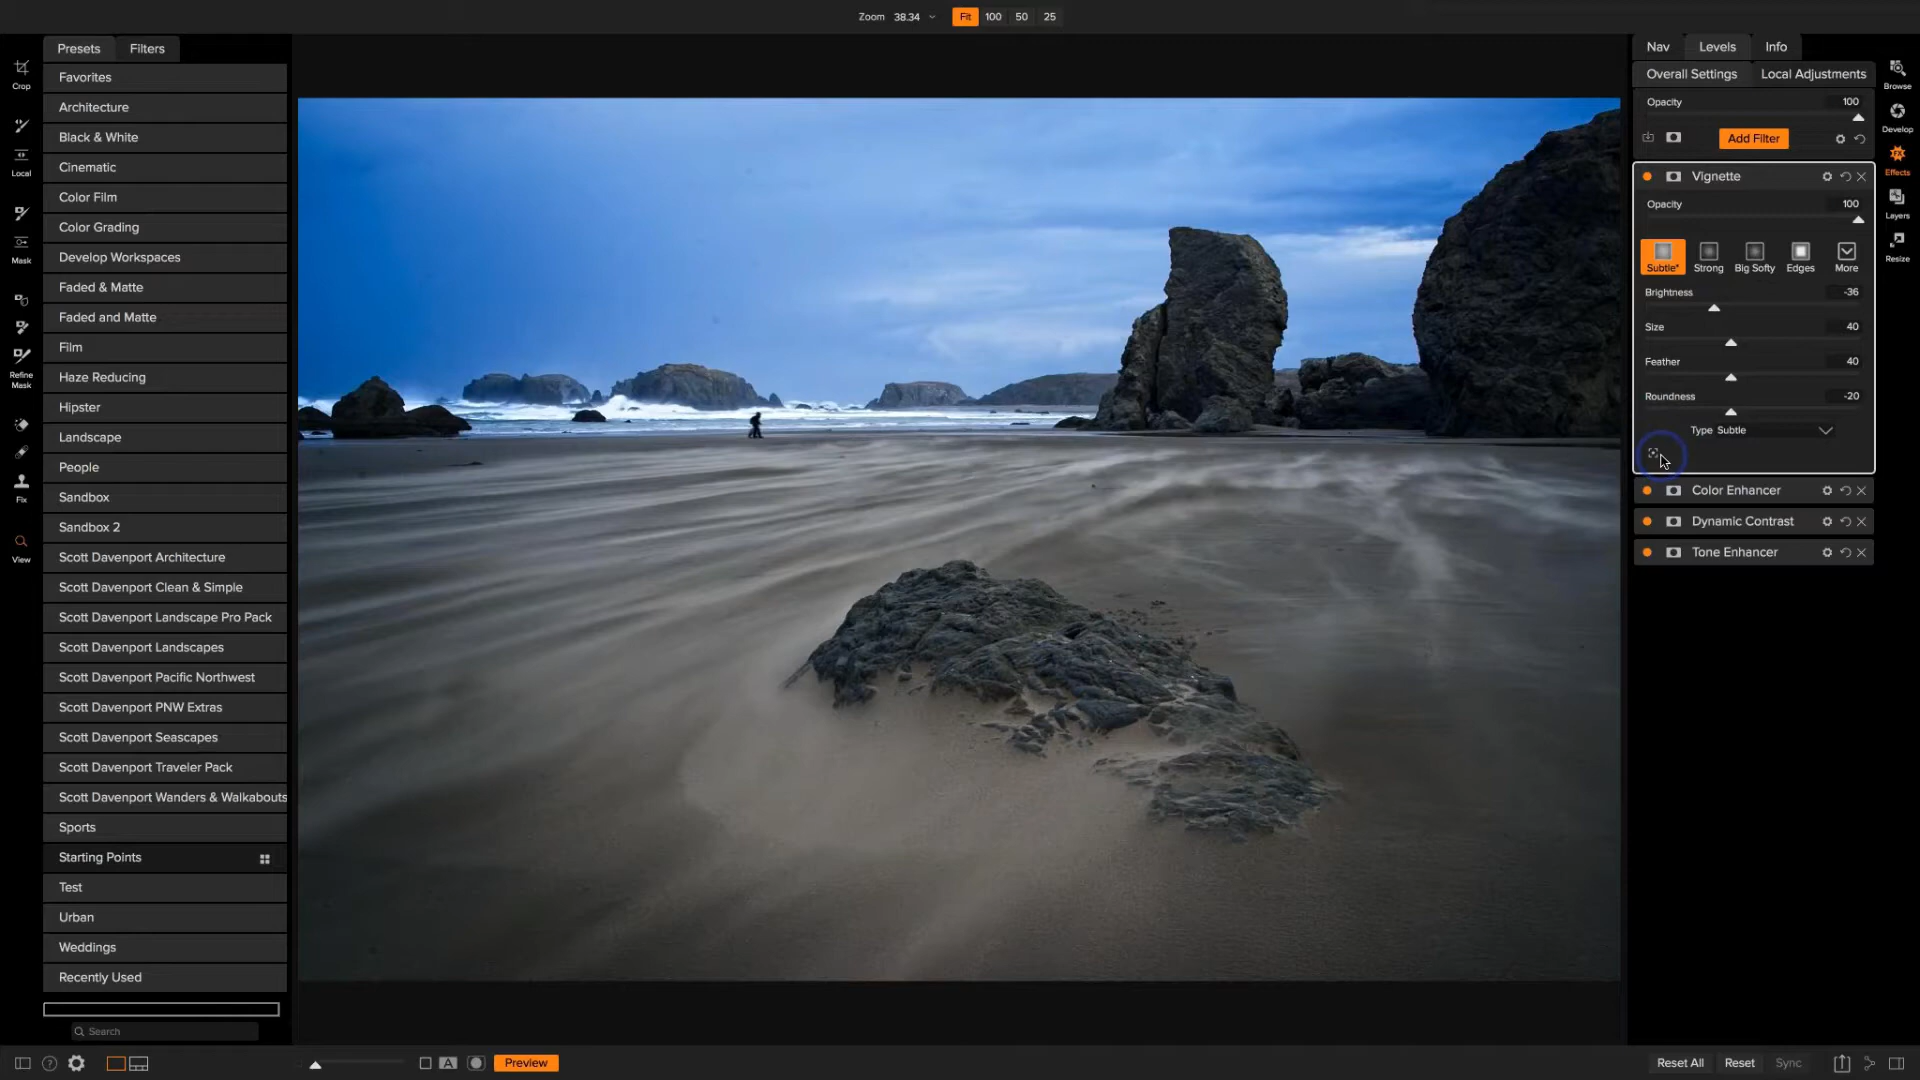 Zoom 38.34 Fit 100 50 25
Presets Filters
Favorites
Architecture
Black & White
Cinematic
Color Film
Color Grading
Develop Workspaces
Faded & Matte
Faded and Matte
Film
Haze Reducing
Hipster
Landscape
People
Sandbox
Sandbox 2
Scott Davenport Architecture
Scott Davenport Clean & Simple
Scott Davenport Landscape Pro Pack
Scott Davenport Landscapes
Scott Davenport Pacific Northwest
Scott Davenport PNW Extras
Scott Davenport Seascapes
Scott Davenport Traveler Pack
Scott Davenport Wanders & Walkabouts
Sports
Starting Points
Test
Urban
Weddings
Recently Used
Search
Crop
Local
Mask
Refine
Mask
Fix
View
Nav Levels Info
Overall Settings Local Adjustments
Opacity 100
Add Filter
Vignette
Opacity 100
Subtle* Strong Big Softy Edges More
Brightness -36
Size 40
Feather 40
Roundness -20
Type Subtle
Color Enhancer
Dynamic Contrast
Tone Enhancer
Browse
Develop
FX
Effects
Layers
Resize
? A Preview
Reset All Reset Sync